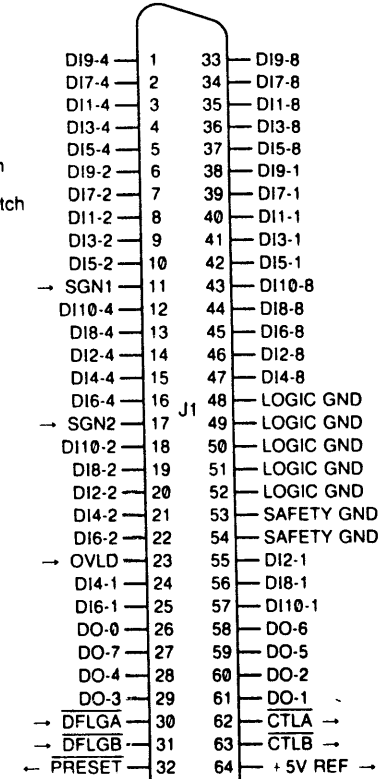 DI9-4 1 33 DI9-8
DI7-4 2 34 DI7-8
DI1-4 3 35 DI1-8
DI3-4 4 36 DI3-8
DI5-4 5 37 DI5-8
DI9-2 6 38 DI9-1
DI7-2 7 39 DI7-1
tch
DI1-2 8 40 DI1-1
DI3-2 9 41 DI3-1
DI5-2 10 42 DI5-1
→ SGN1 11 43 DI10-8
DI10-4 12 44 DI8-8
DI8-4 13 45 DI6-8
DI2-4 14 46 DI2-8
DI4-4 15 47 DI4-8
DI6-4 16 48 LOGIC GND
J1
→ SGN2 17 49 LOGIC GND
DI10-2 18 50 LOGIC GND
DI8-2 19 51 LOGIC GND
DI2-2 20 52 LOGIC GND
DI4-2 21 53 SAFETY GND
DI6-2 22 54 SAFETY GND
→ OVLD 23 55 DI2-1
DI4-1 24 56 DI8-1
DI6-1 25 57 DI10-1
DO-0 26 58 DO-6
DO-7 27 59 DO-5
DO-4 28 60 DO-2
DO-3 29 61 DO-1
→ DFLGA 30 62 CTLA →
→ DFLGB 31 63 CTLB →
← PRESET 32 64 +5V REF →